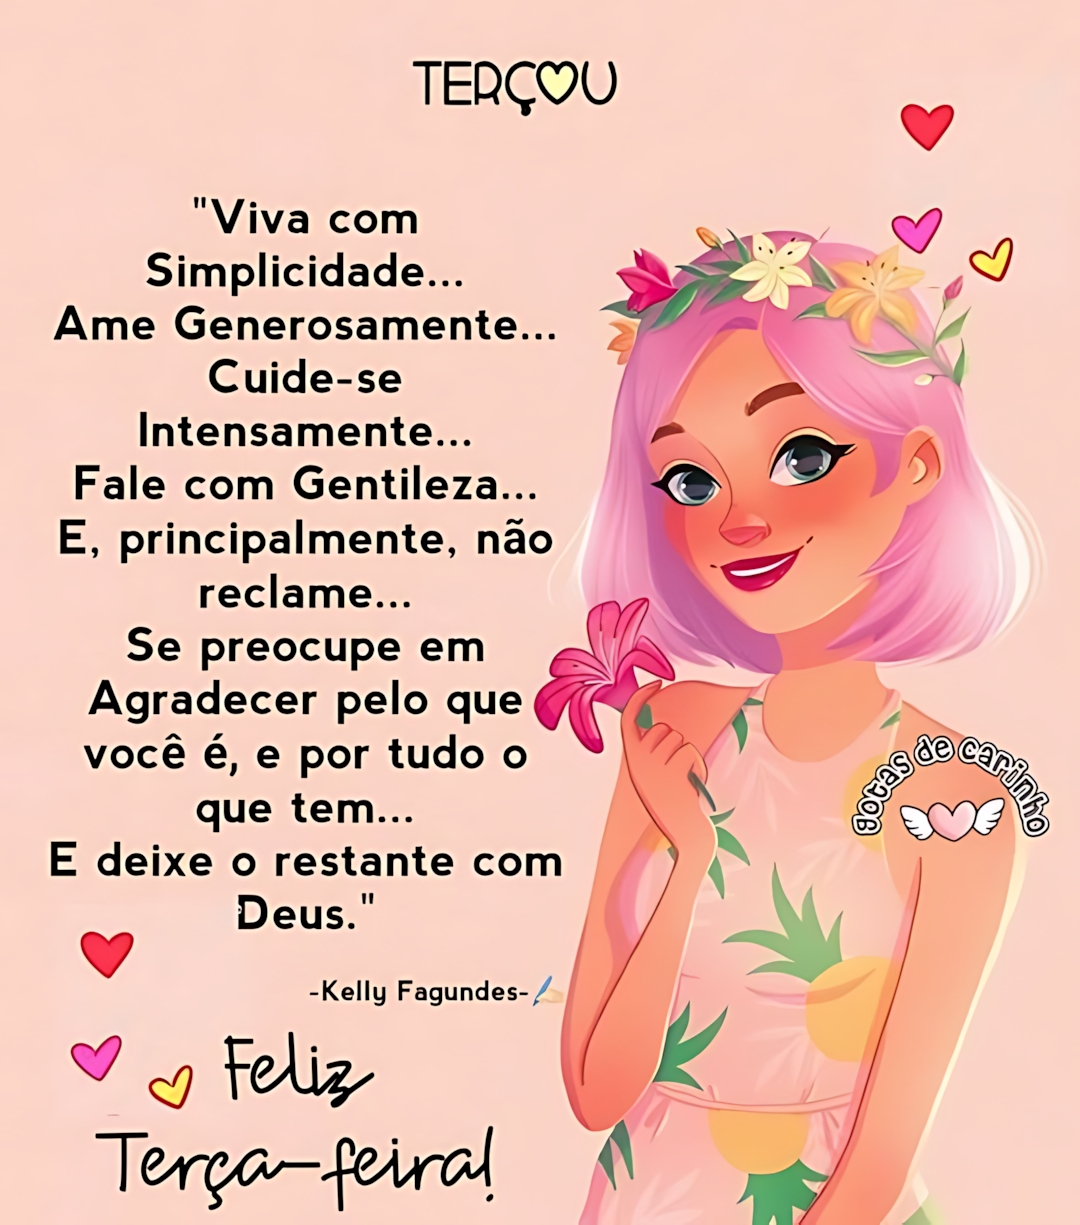 TERÇOU
"Viva com
Simplicidade...
Ame Generosamente...
Cuide-se
Intensamente...
Fale com Gentileza...
E, principalmente, não
reclame...
Se preocupe em
Agradecer pelo que
você é, e por tudo o
que tem...
E deixe o restante com
Deus."
-Kelly Fagundes-
Feliz
Terça-feira!
gotas de carinho